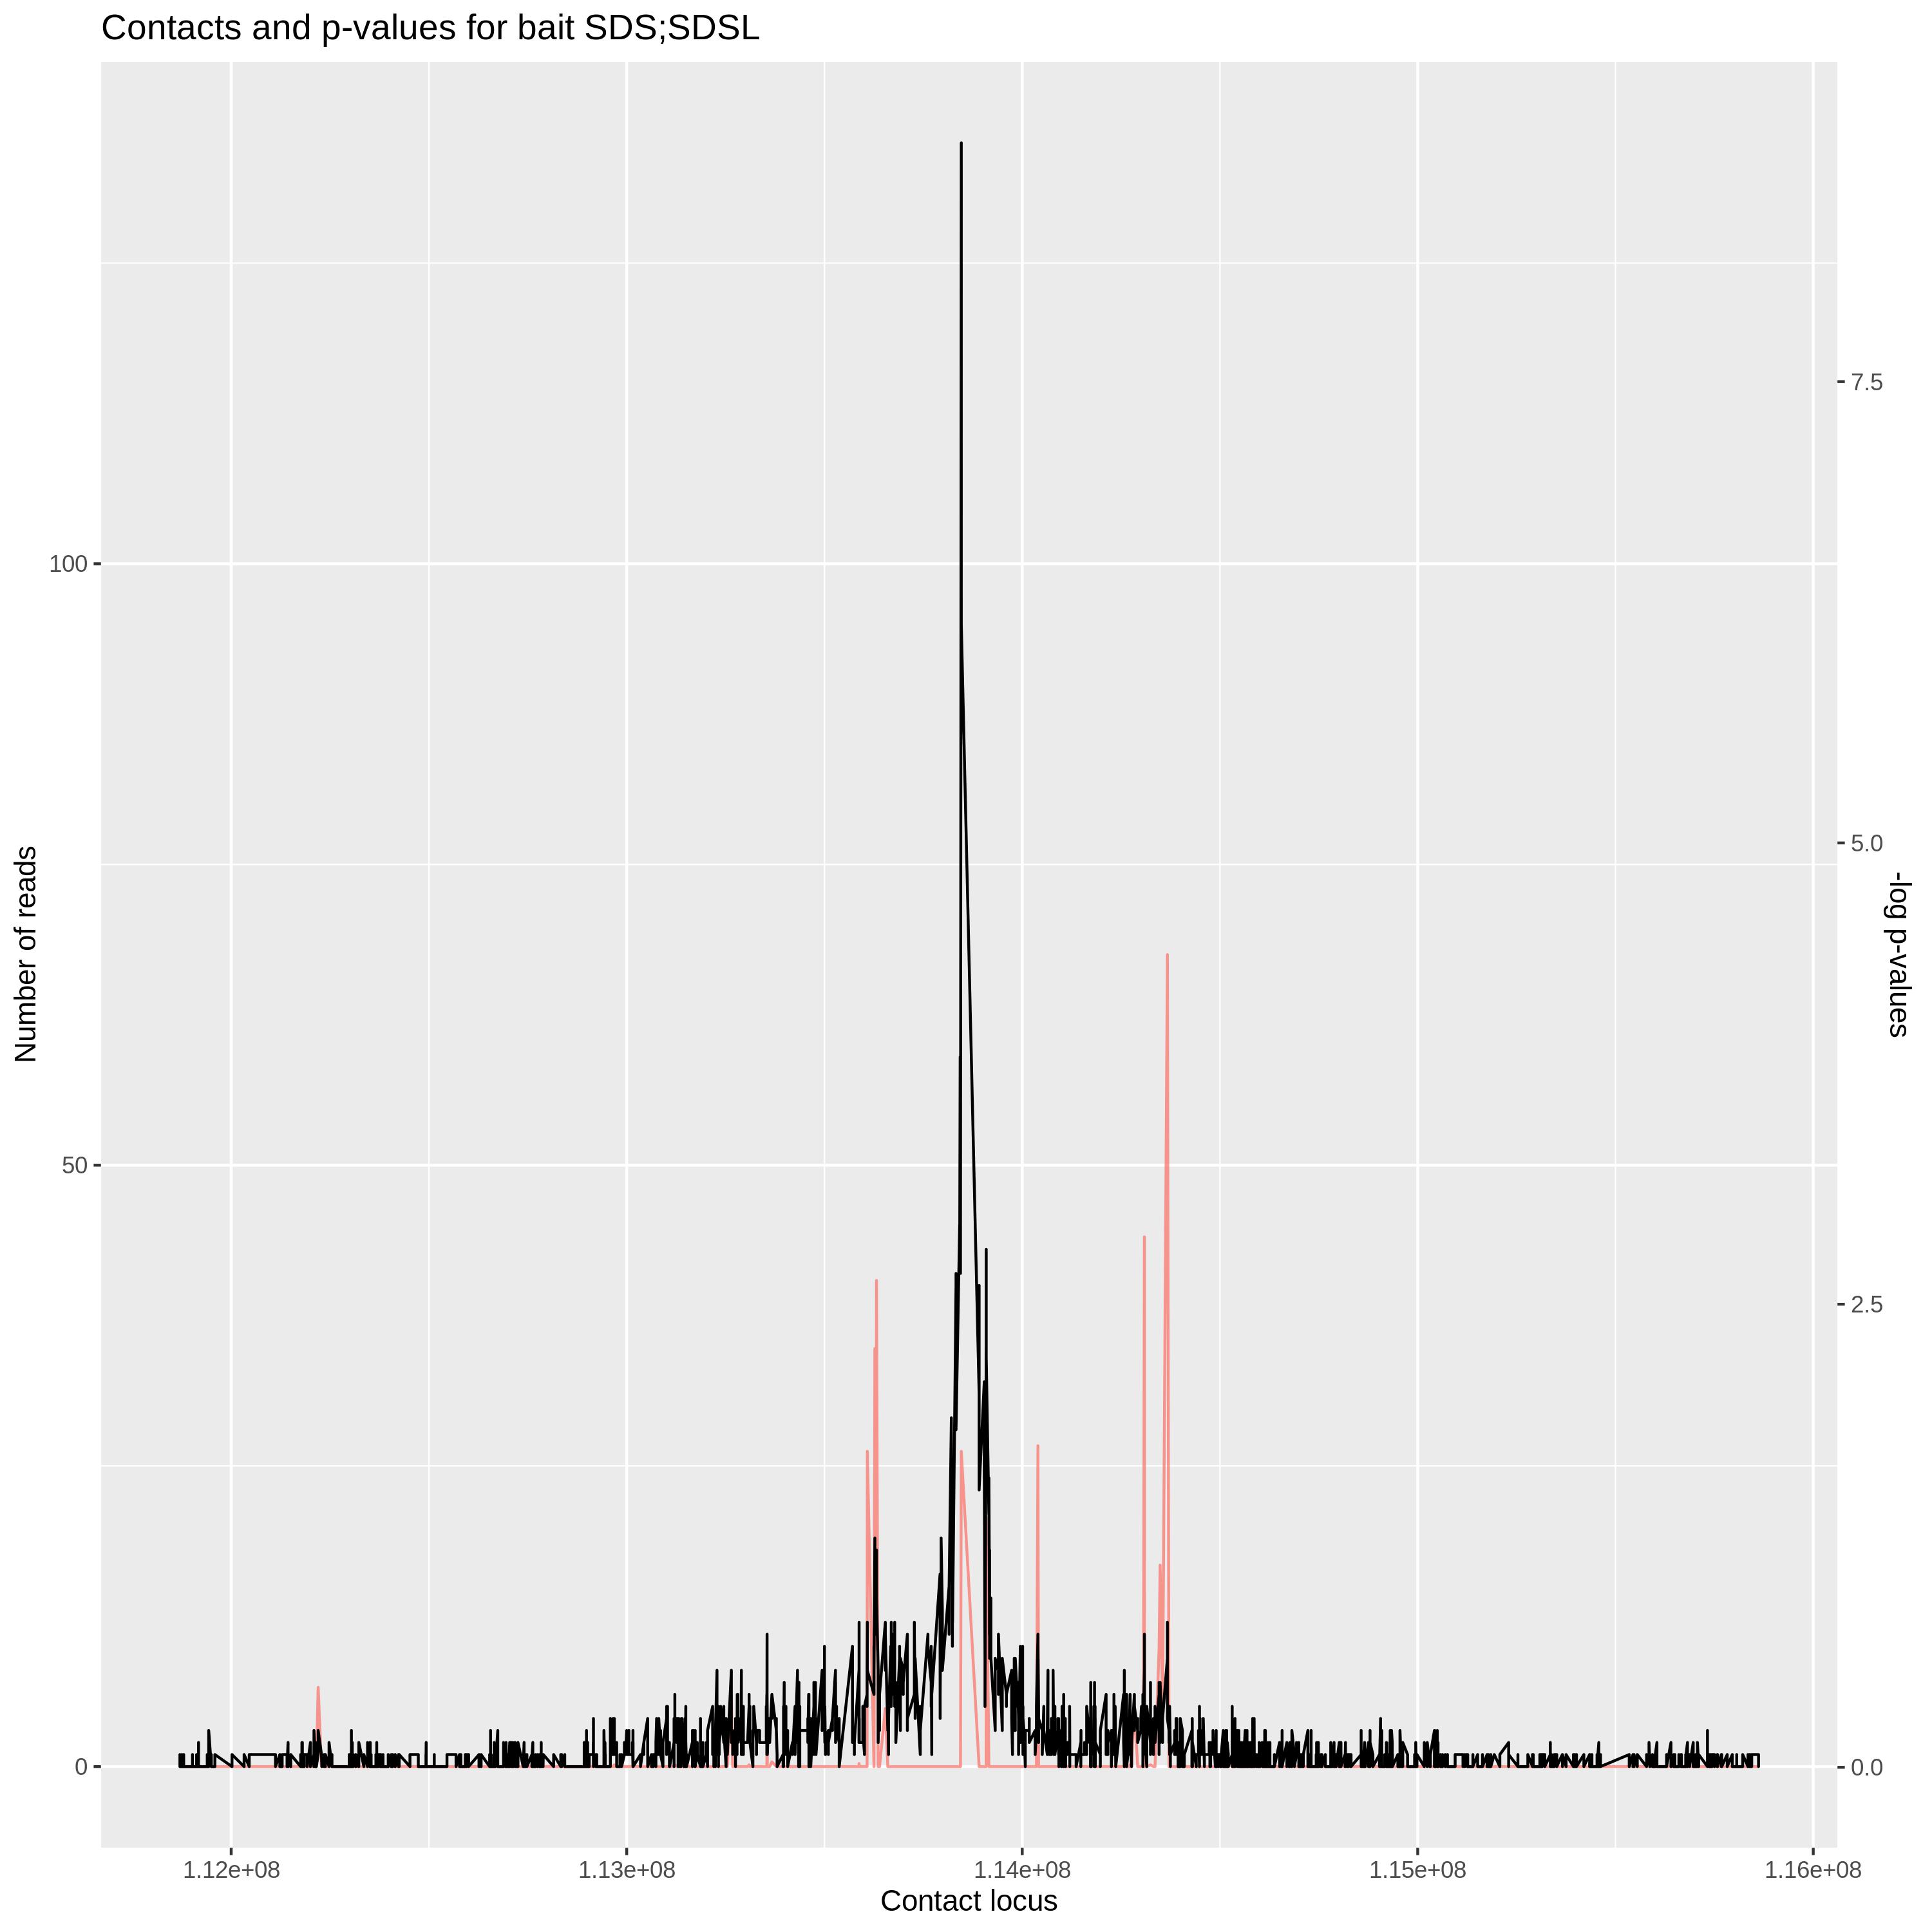 Contacts and p-values for bait SDS;SDSL
100
50
0
Number of reads
7.5
5.0
2.5
0.0
-log p-values
1.12e+08
1.13e+08
1.14e+08
1.15e+08
1.16e+08
Contact locus